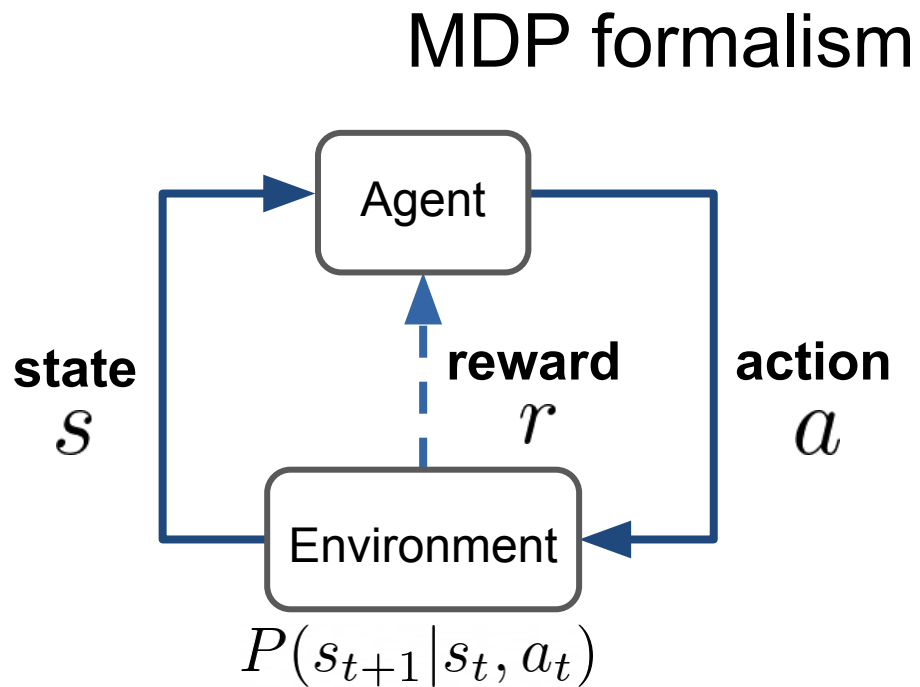 MDP formalism
Agent
state
s
reward
r
action
a
Environment
P(s_{t+1}|s_t, a_t)